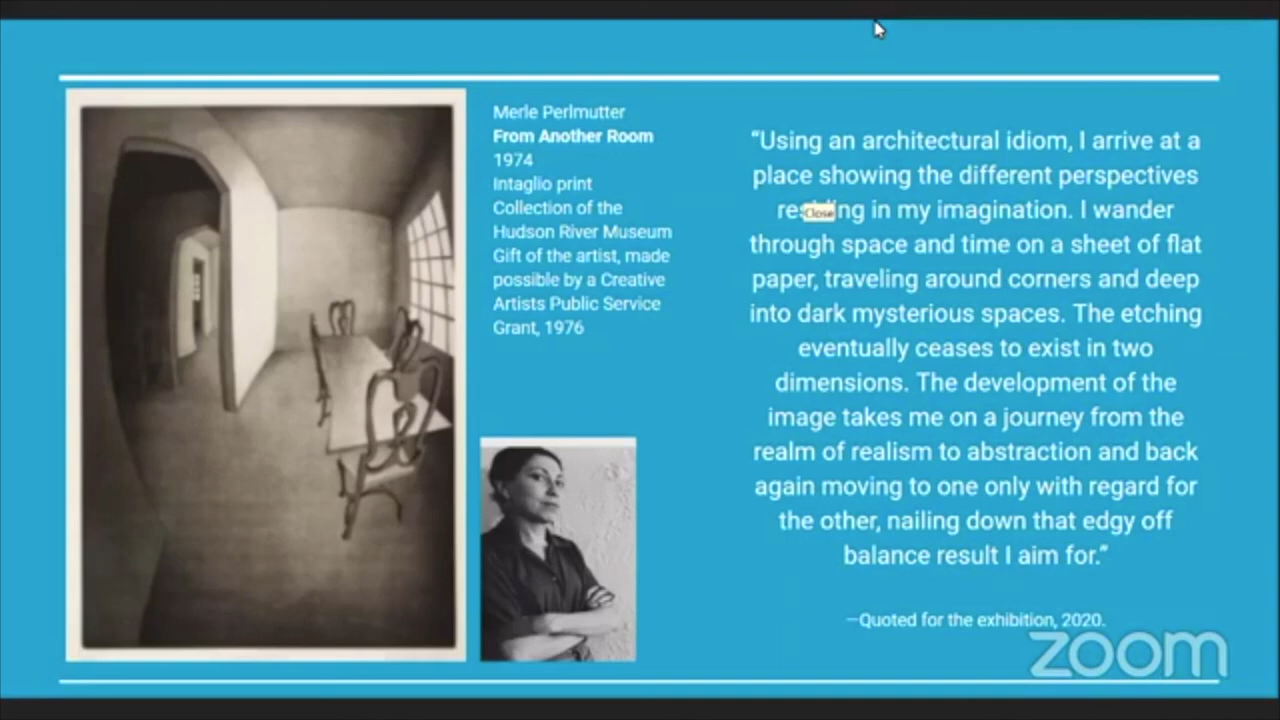 Merle Perlmutter
From Another Room
1974
Intaglio print
Collection of the
Hudson River Museum
Gift of the artist, made
possible by a Creative
Artists Public Service
Grant, 1976
“Using an architectural idiom, I arrive at a
place showing the different perspectives
in my imagination. I wander
through space and time on a sheet of flat
paper, traveling around corners and deep
into dark mysterious spaces. The etching
eventually ceases to exist in two
dimensions. The development of the
image takes me on a journey from the
realm of realism to abstraction and back
again moving to one only with regard for
the other, nailing down that edgy off
balance result I aim for.”
—Quoted for the exhibition, 2020.
Close
zoom